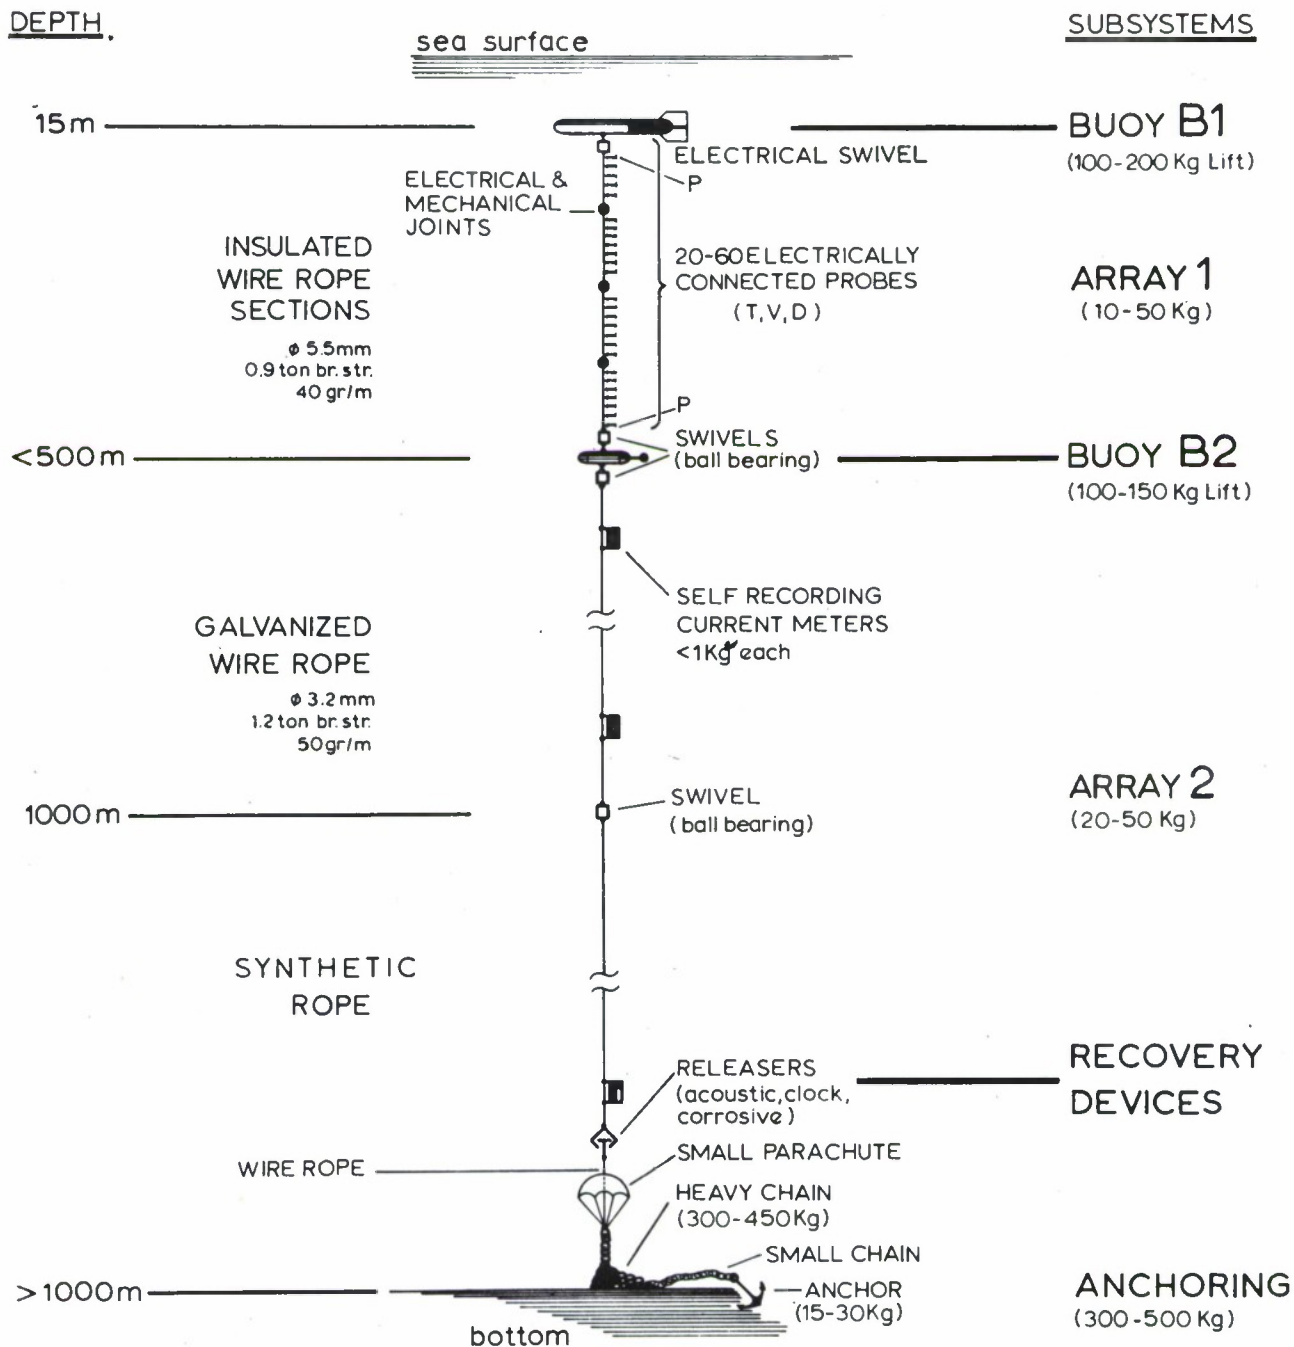 DEPTH.
SUBSYSTEMS
sea surface
15m
BUOY B1
(100-200 Kg Lift)
ELECTRICAL SWIVEL
P
ELECTRICAL &
MECHANICAL
JOINTS
INSULATED
WIRE ROPE
SECTIONS
ø 5.5mm
0.9 ton br. str.
40 gr/m
20-60 ELECTRICALLY
CONNECTED PROBES
(T,V,D)
ARRAY 1
(10-50 Kg)
P
<500m
SWIVELS
(ball bearing)
BUOY B2
(100-150 Kg Lift)
SELF RECORDING
CURRENT METERS
<1Kg each
GALVANIZED
WIRE ROPE
ø 3.2mm
1.2 ton br. str.
50gr/m
1000m
SWIVEL
(ball bearing)
ARRAY 2
(20-50 Kg)
SYNTHETIC
ROPE
RELEASERS
(acoustic,clock,
corrosive)
RECOVERY
DEVICES
WIRE ROPE
SMALL PARACHUTE
HEAVY CHAIN
(300-450Kg)
SMALL CHAIN
>1000m
ANCHOR
(15-30Kg)
ANCHORING
(300-500 Kg)
bottom